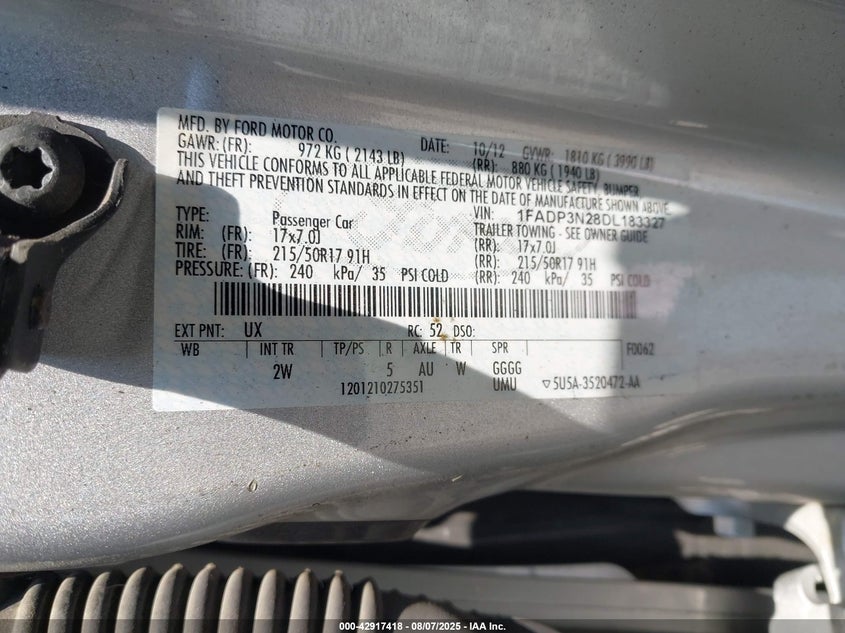 MFD. BY FORD MOTOR CO.
DATE: 10/12 GVWR: 1810 KG ( 3990 LB)
GAWR: (FR): 972 KG ( 2143 LB) (RR): 880 KG ( 1940 LB)
THIS VEHICLE CONFORMS TO ALL APPLICABLE FEDERAL MOTOR VEHICLE SAFETY, BUMPER,
AND THEFT PREVENTION STANDARDS IN EFFECT ON THE DATE OF MANUFACTURE SHOWN ABOVE.
VIN: 1FADP3N28DL183327
TYPE: Passenger Car TRAILER TOWING - SEE OWNER GUIDE
RIM: (FR): 17x7.0J (RR): 17x7.0J
TIRE: (FR): 215/50R17 91H (RR): 215/50R17 91H
PRESSURE: (FR): 240 kPa/ 35 PSI COLD (RR): 240 kPa/ 35 PSI COLD
EXT PNT: UX RC: 52 DSO:
WB INT TR TP/PS R AXLE TR SPR F0062
2W 5 AU W GGGG
1201210275351 UMU ▽5U5A-3520472-AA
000-42917418 - 08/07/2025 - IAA Inc.